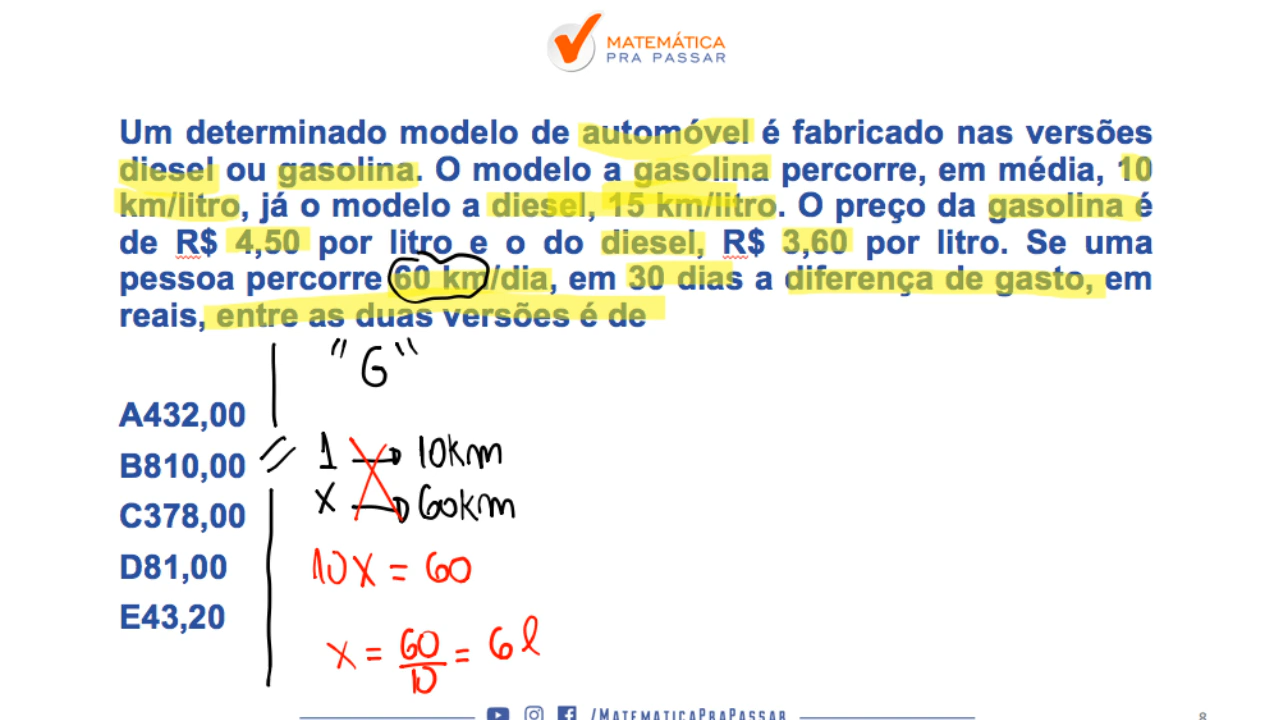 MATEMÁTICA
PRA PASSAR
Um determinado modelo de automóvel é fabricado nas versões
diesel ou gasolina. O modelo a gasolina percorre, em média, 10
km/litro, já o modelo a diesel, 15 km/litro. O preço da gasolina é
de R$ 4,50 por litro e o do diesel, R$ 3,60 por litro. Se uma
pessoa percorre 60 km/dia, em 30 dias a diferença de gasto, em
reais, entre as duas versões é de
"G"
A432,00
B810,00
C378,00
D81,00
E43,20
1 → 10km
x → 60km
10x = 60
x = 60/10 = 6l
/MatematicaPraPassar
8